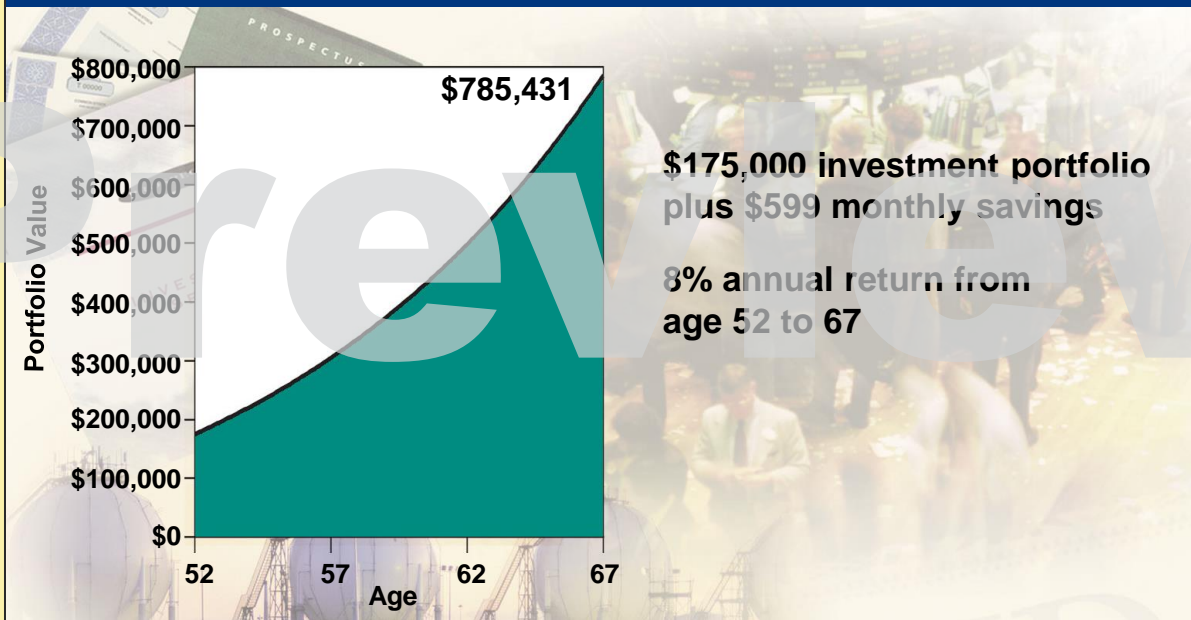 PROSPECTUS
$800,000
$785,431
$700,000
$600,000
$500,000
$400,000
$300,000
$200,000
$100,000
$0
Portfolio Value
52
57
62
67
Age
$175,000 investment portfolio
plus $599 monthly savings
8% annual return from
age 52 to 67
Preview